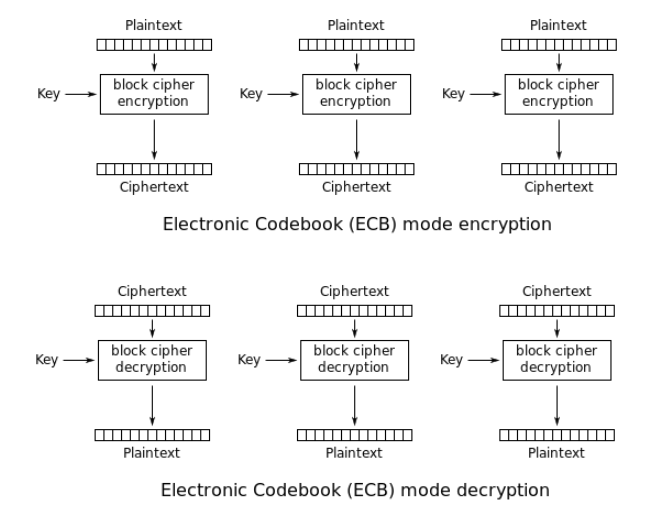 Plaintext Plaintext Plaintext
Key block cipher encryption Key block cipher encryption Key block cipher encryption
Ciphertext Ciphertext Ciphertext
Electronic Codebook (ECB) mode encryption
Ciphertext Ciphertext Ciphertext
Key block cipher decryption Key block cipher decryption Key block cipher decryption
Plaintext Plaintext Plaintext
Electronic Codebook (ECB) mode decryption